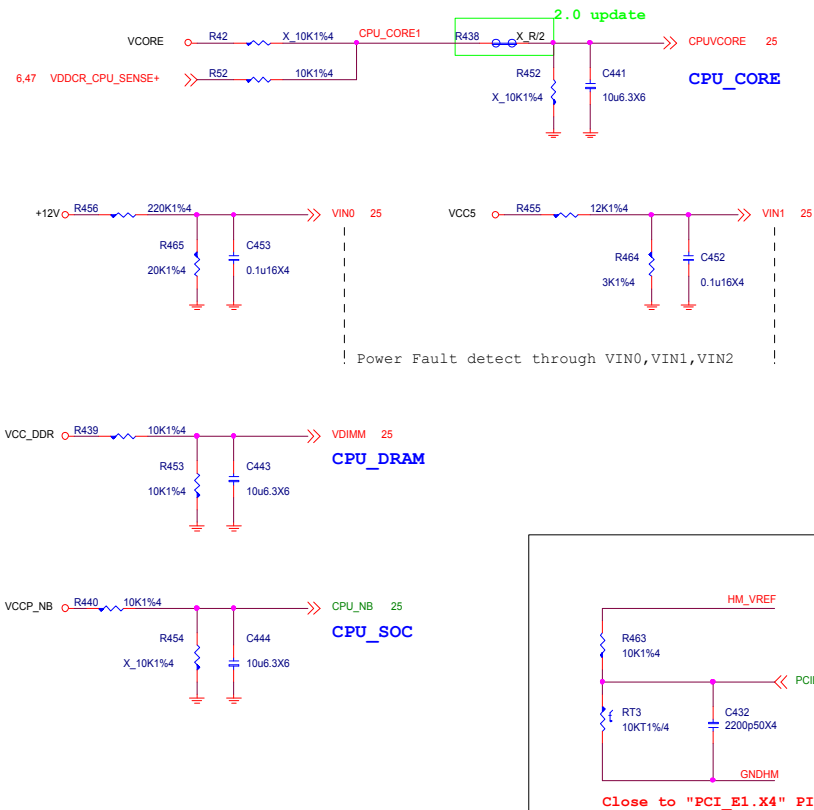 2.0 update
VCORE R42 X_10K1%4 CPU_CORE1 R438 X_R/2 CPUVCORE 25
6,47 VDDCR_CPU_SENSE+ R52 10K1%4
R452 C441 CPU_CORE
X_10K1%4 10u6.3X6
+12V R456 220K1%4 VIN0 25
VCC5 R455 12K1%4 VIN1 25
R465 C453
20K1%4 0.1u16X4
R464 C452
3K1%4 0.1u16X4
Power Fault detect through VIN0,VIN1,VIN2
VCC_DDR R439 10K1%4 VDIMM 25
CPU_DRAM
R453 C443
10K1%4 10u6.3X6
VCCP_NB R440 10K1%4 CPU_NB 25
CPU_SOC
R454 C444
X_10K1%4 10u6.3X6
HM_VREF
R463
10K1%4
RT3
10KT1%/4
C432
2200p50X4
GNDHM
Close to "PCI_E1.X4" PI